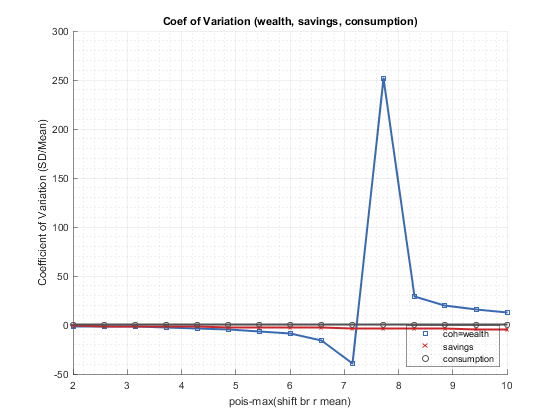 Coef of Variation (wealth, savings, consumption)
300
250
200
150
100
50
0
-50
Coefficient of Variation (SD/Mean)
2
3
4
5
6
7
8
9
10
pois-max(shift br r mean)
coh=wealth
savings
consumption